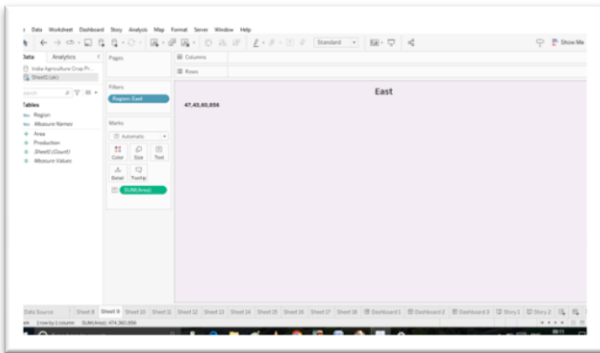 Data Worksheet Dashboard Story Analysis Map Format Server Window Help
Standard
Show Me
Data Analytics
Pages
Columns
Rows
India Agriculture Crop Pr...
Filters
Region: East
East
47,43,60,888
Tables
Region
Measure Names
Area
Production
Measure Values
Marks
Automatic
Color Size Text
Detail Tooltip
SUM(Area)
Data Source Sheet 8 Sheet 9 Sheet 10 Sheet 11 Sheet 12 Sheet 13 Sheet 14 Sheet 15 Sheet 16 Sheet 17 Sheet 18 Dashboard 1 Dashboard 2 Dashboard 3 Story 1 Story 2